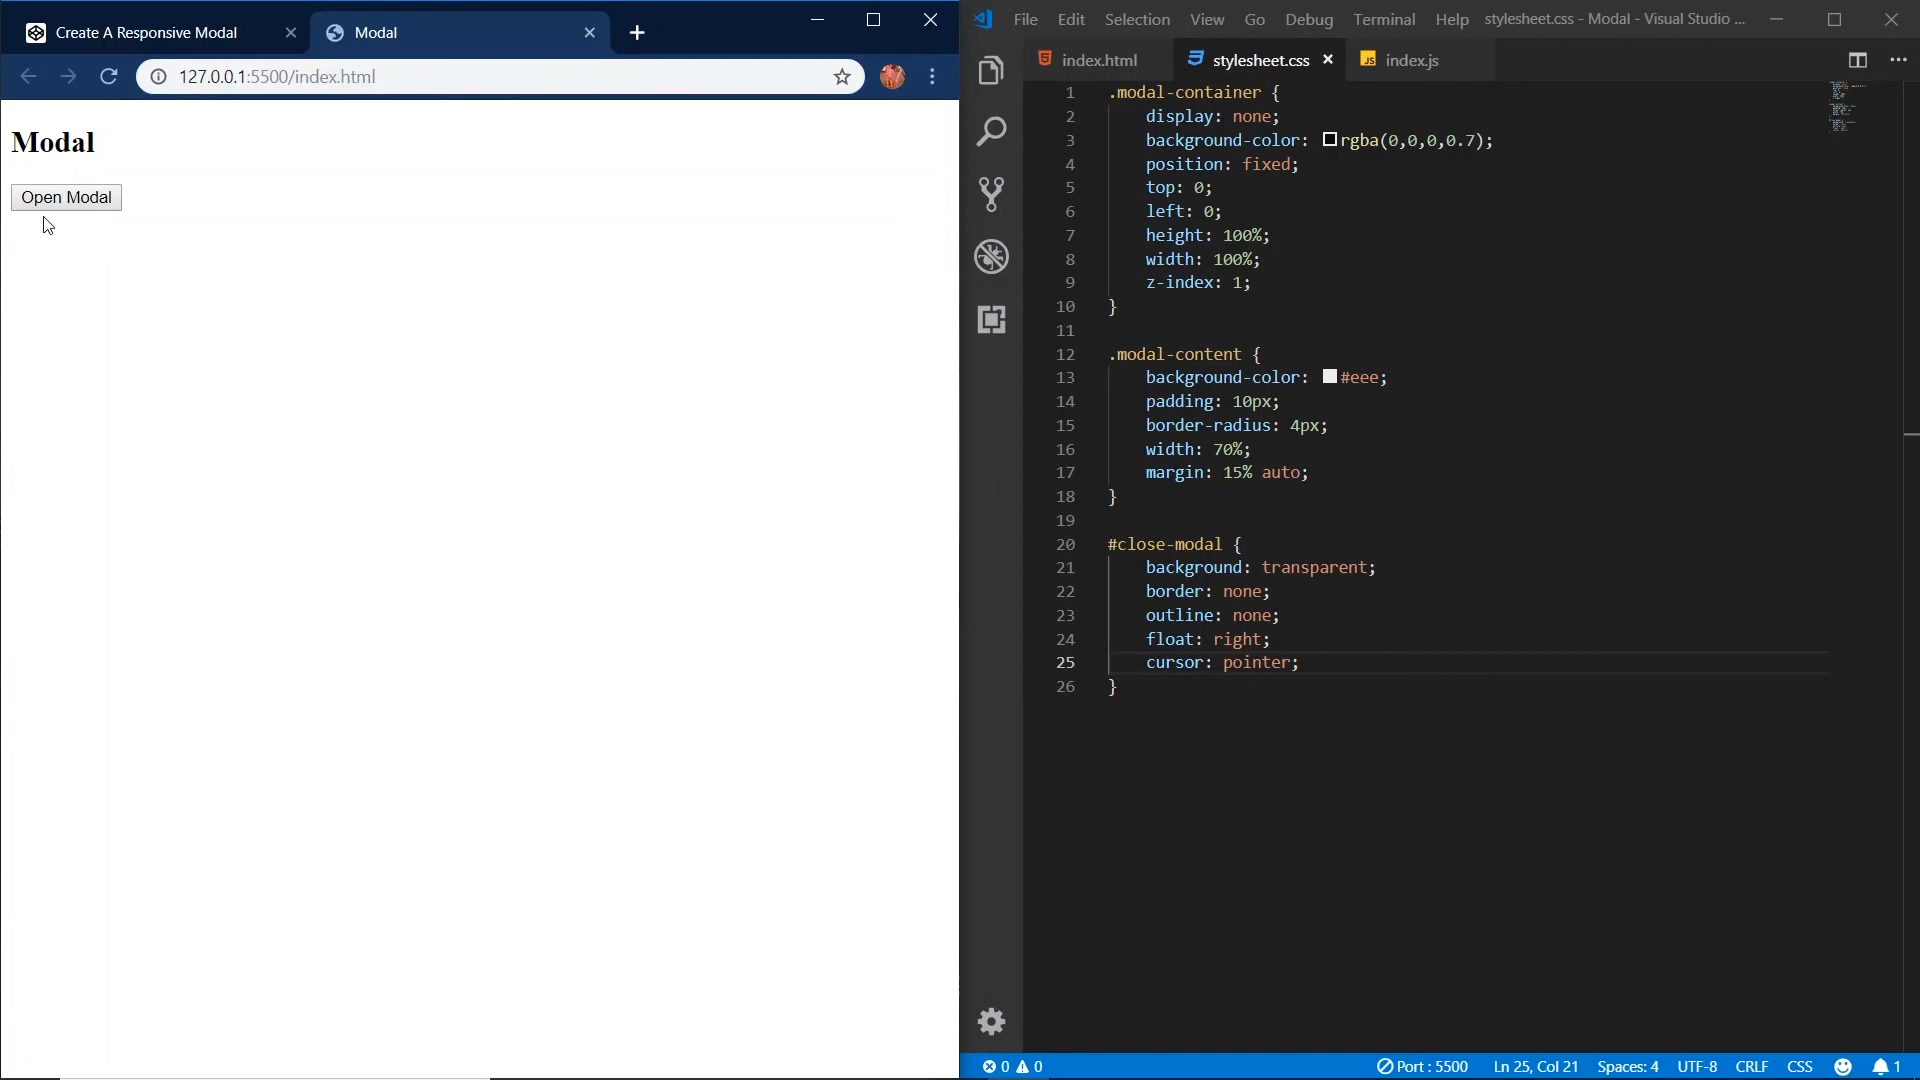 Create A Responsive Modal
Modal
127.0.0.1:5500/index.html
Modal
Open Modal
File Edit Selection View Go Debug Terminal Help stylesheet.css - Modal - Visual Studio ...
index.html stylesheet.css JS index.js
1 .modal-container {
2 display: none;
3 background-color: rgba(0,0,0,0.7);
4 position: fixed;
5 top: 0;
6 left: 0;
7 height: 100%;
8 width: 100%;
9 z-index: 1;
10 }
11
12 .modal-content {
13 background-color: #eee;
14 padding: 10px;
15 border-radius: 4px;
16 width: 70%;
17 margin: 15% auto;
18 }
19
20 #close-modal {
21 background: transparent;
22 border: none;
23 outline: none;
24 float: right;
25 cursor: pointer;
26 }
0 0 Port : 5500 Ln 25, Col 21 Spaces: 4 UTF-8 CRLF CSS 1